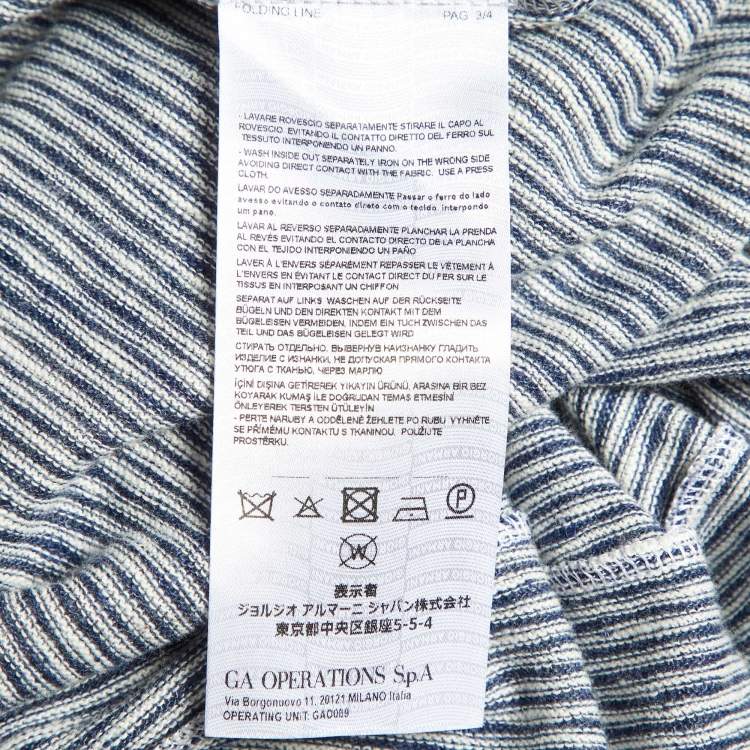 FOLDING LINE
PAG 3/4
- LAVARE ROVESCIO SEPARATAMENTE STIRARE IL CAPO AL
ROVESCIO EVITANDO IL CONTATTO DIRETTO DEL FERRO SUL
TESSUTO INTERPONENDO UN PANNO.
- WASH INSIDE OUT SEPARATELY IRON ON THE WRONG SIDE
AVOIDING DIRECT CONTACT WITH THE FABRIC. USE A PRESS
CLOTH.
LAVAR DO AVESSO SEPARADAMENTE Passar o ferro do lado
avesso evitando o contato direto com o tecido, interpondo
um pano.
LAVAR AL REVERSO SEPARADAMENTE PLANCHAR LA PRENDA
AL REVÉS EVITANDO EL CONTACTO DIRECTO DE LA PLANCHA
CON EL TEJIDO INTERPONIENDO UN PAÑO
LAVER À L'ENVERS SÉPARÉMENT REPASSER LE VÊTEMENT À
L'ENVERS EN ÉVITANT LE CONTACT DIRECT DU FER SUR LE
TISSUS EN INTERPOSANT UN CHIFFON
SEPARAT AUF LINKS WASCHEN AUF DER RÜCKSEITE
BÜGELN UND DEN DIREKTEN KONTAKT MIT DEM
BÜGELEISEN VERMEIDEN, INDEM EIN TUCH ZWISCHEN DAS
TEIL UND DAS BÜGELEISEN GELEGT WIRD
СТИРАТЬ ОТДЕЛЬНО, ВЫВЕРНУВ НАИЗНАНКУ ГЛАДИТЬ
ИЗДЕЛИЕ С ИЗНАНКИ, НЕ ДОПУСКАЯ ПРЯМОГО КОНТАКТА
УТЮГА С ТКАНЬЮ, ЧЕРЕЗ МАРЛЮ
İÇİNİ DIŞINA GETİREREK YIKAYIN ÜRÜNÜ, ARASINA BİR BEZ
KOYARAK KUMAŞ İLE DOĞRUDAN TEMAS ETMESİNİ
ÖNLEYEREK TERSTEN ÜTÜLEYİN
- PERTE NARUBY A ODDĚLENĚ ŽEHLETE PO RUBU VYHNĚTE
SE PŘÍMÉMU KONTAKTU S TKANINOU. POUŽIJTE
PROSTĚRKU.
P
W
表示者
ジョルジオ アルマーニ ジャパン株式会社
東京都中央区銀座5-5-4
GA OPERATIONS S.p.A
Via Borgonuovo 11, 20121 MILANO Italia
OPERATING UNIT: GAO069